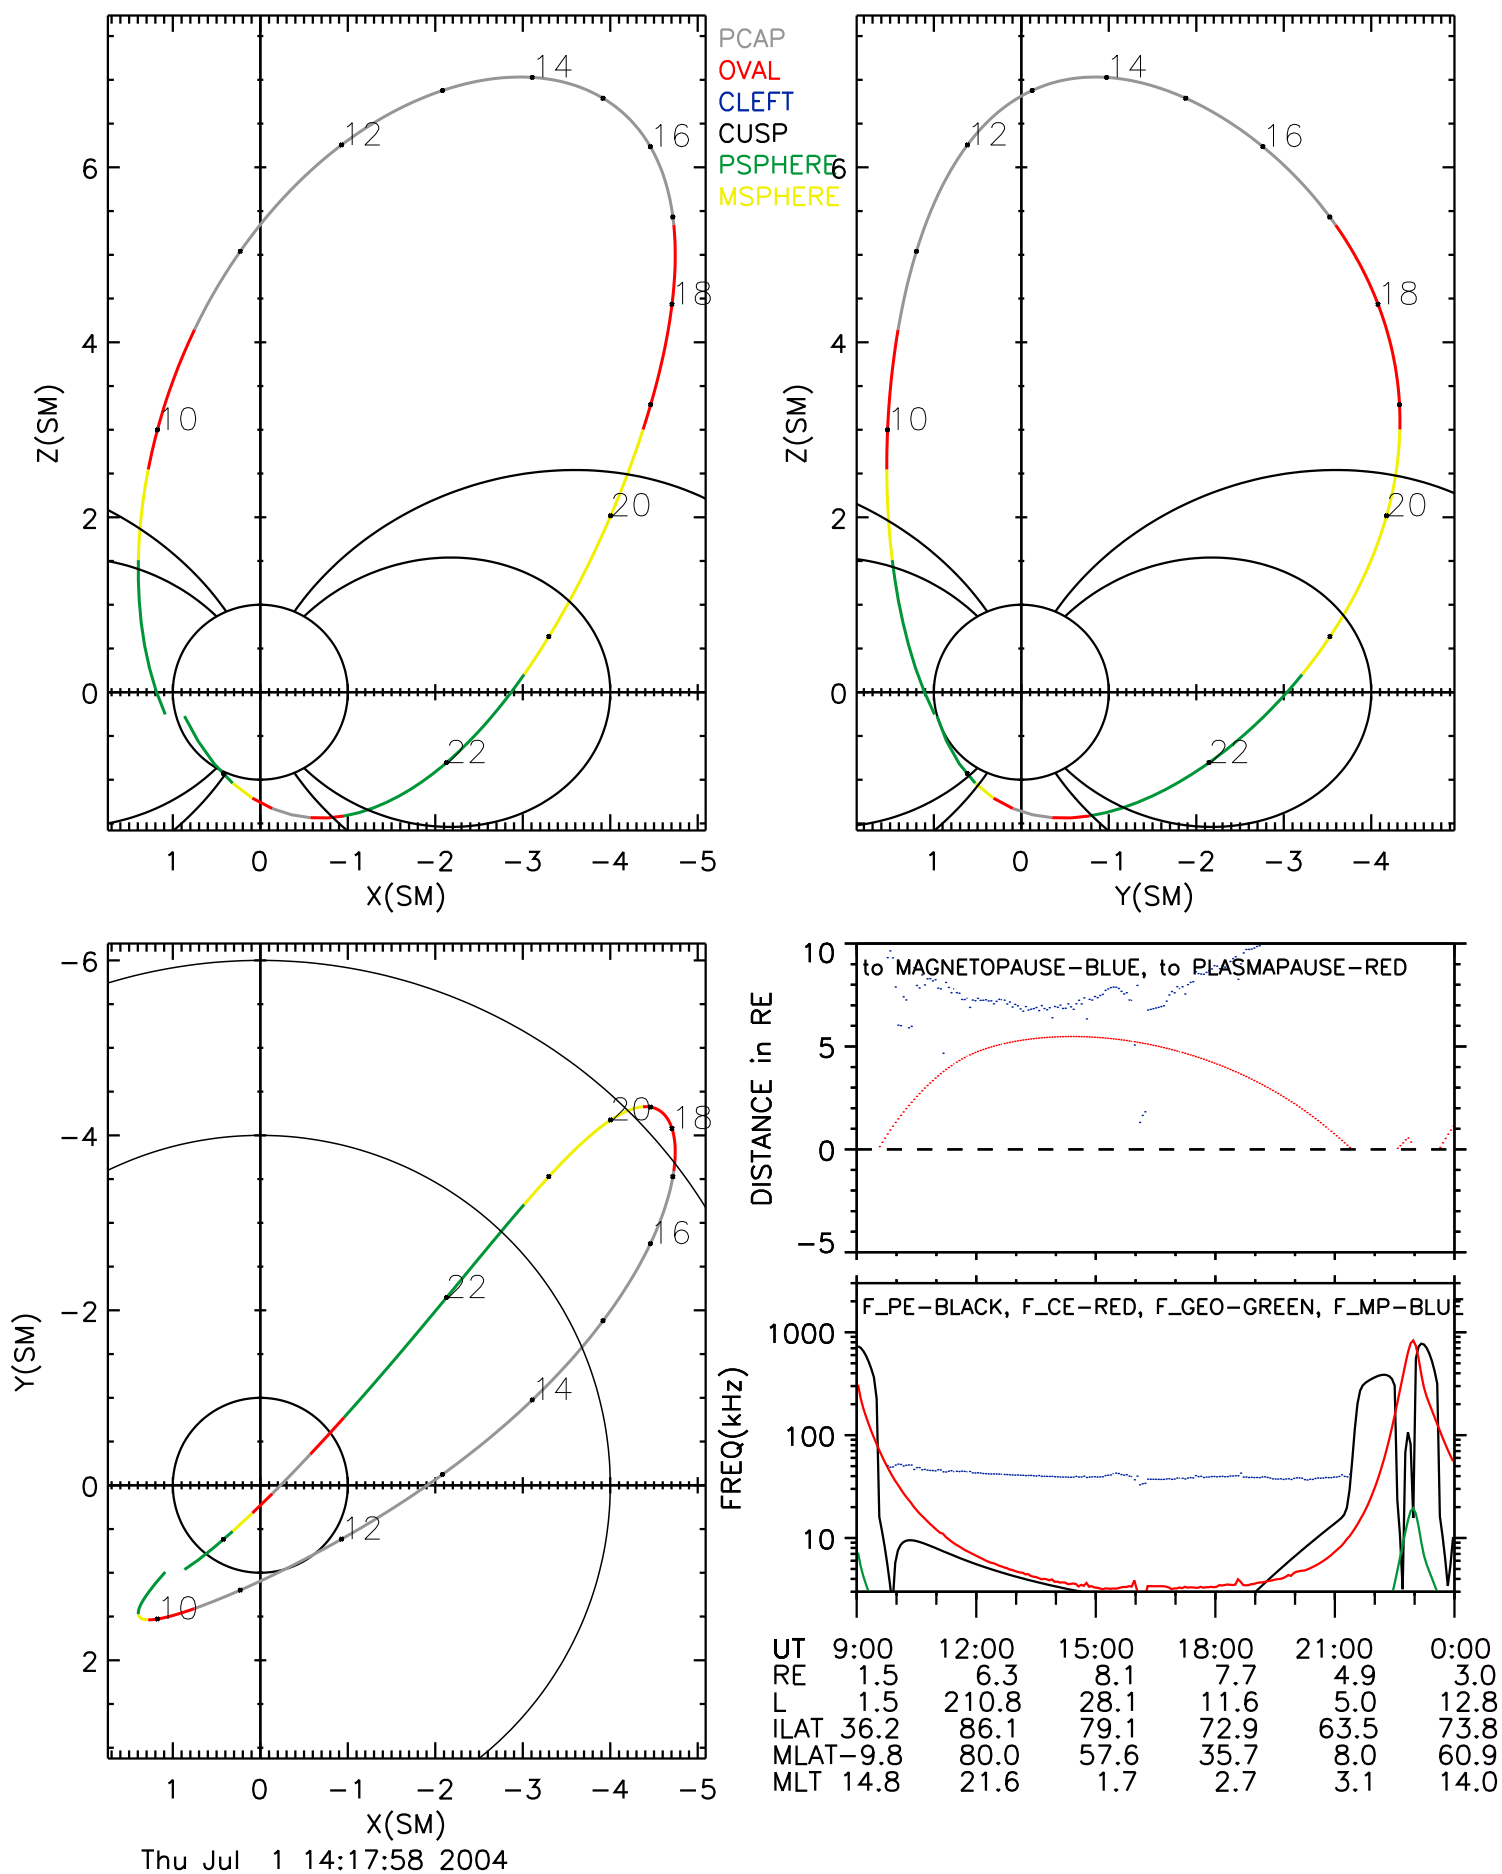 PCAP
OVAL
CLEFT
CUSP
PSPHERE
MSPHERE
14
12
16
10
18
20
22
6
4
2
0
Z(SM)
1 0 -1 -2 -3 -4 -5
X(SM)
14
12
16
10
18
20
22
6
4
2
0
Z(SM)
1 0 -1 -2 -3 -4
Y(SM)
-6
-4
-2
0
2
Y(SM)
20
18
16
22
14
12
10
1 0 -1 -2 -3 -4 -5
X(SM)
to MAGNETOPAUSE-BLUE, to PLASMAPAUSE-RED
10
5
0
-5
DISTANCE in RE
F_PE-BLACK, F_CE-RED, F_GEO-GREEN, F_MP-BLUE
1000
100
10
FREQ(kHz)
UT 9:00 12:00 15:00 18:00 21:00 0:00
RE 1.5 6.3 8.1 7.7 4.9 3.0
L 1.5 210.8 28.1 11.6 5.0 12.8
ILAT 36.2 86.1 79.1 72.9 63.5 73.8
MLAT-9.8 80.0 57.6 35.7 8.0 60.9
MLT 14.8 21.6 1.7 2.7 3.1 14.0
Thu Jul 1 14:17:58 2004